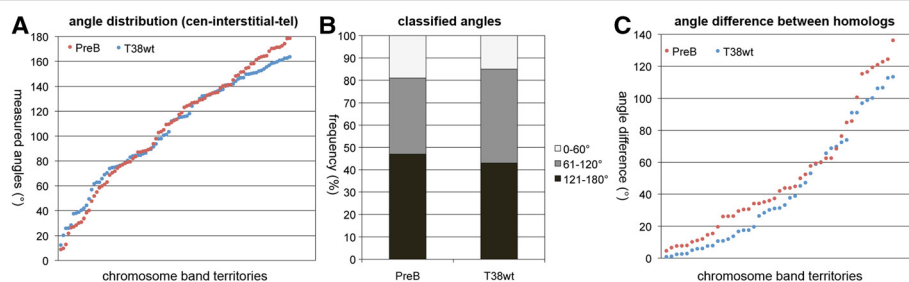 A angle distribution (cen-interstitial-tel)
measured angles (°)
180
160
140
120
100
80
60
40
20
0
PreB T38wt
chromosome band territories
B classified angles
frequency (%)
100
90
80
70
60
50
40
30
20
10
0
PreB T38wt
0-60°
61-120°
121-180°
C angle difference between homologs
angle difference (°)
140
120
100
80
60
40
20
0
PreB T38wt
chromosome band territories